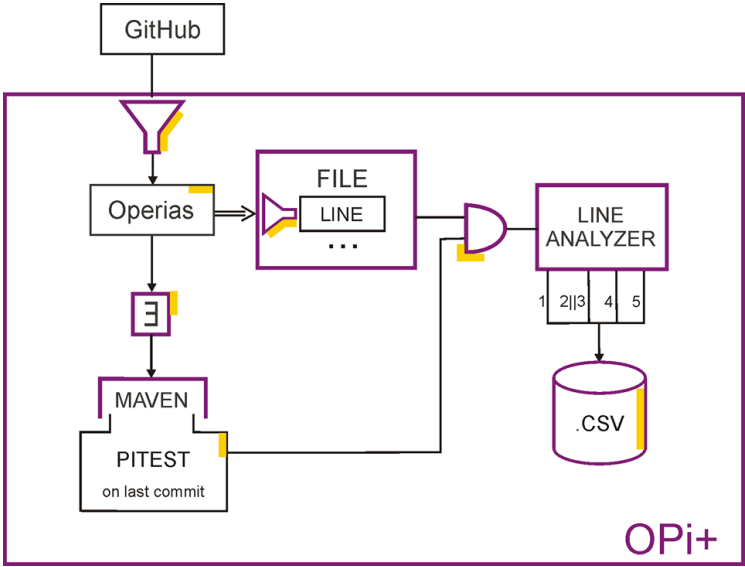 GitHub
FILE
Operias
LINE
...
LINE
ANALYZER
1 2||3 4 5
∃
MAVEN
.CSV
PITEST
on last commit
OPi+